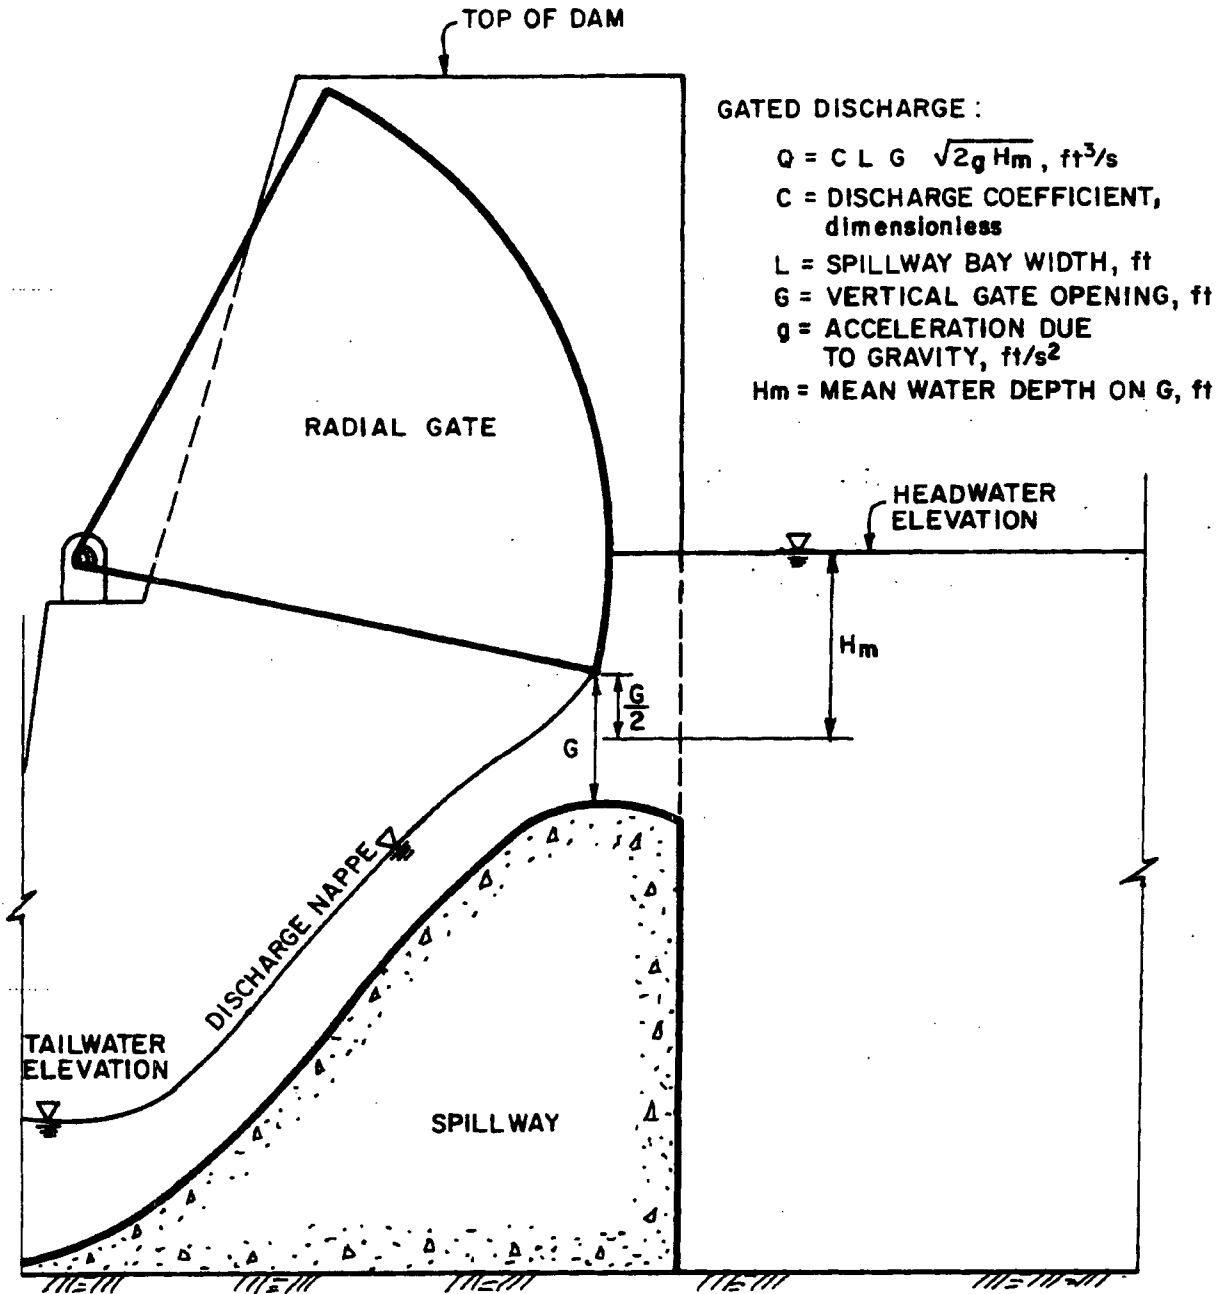 TOP OF DAM
GATED DISCHARGE :
Q = C L G √2g Hm , ft³/s
C = DISCHARGE COEFFICIENT,
dimensionless
L = SPILLWAY BAY WIDTH, ft
G = VERTICAL GATE OPENING, ft
g = ACCELERATION DUE
TO GRAVITY, ft/s²
Hm = MEAN WATER DEPTH ON G, ft
RADIAL GATE
HEADWATER
ELEVATION
Hm
G
2
G
DISCHARGE NAPPE
TAILWATER
ELEVATION
SPILLWAY